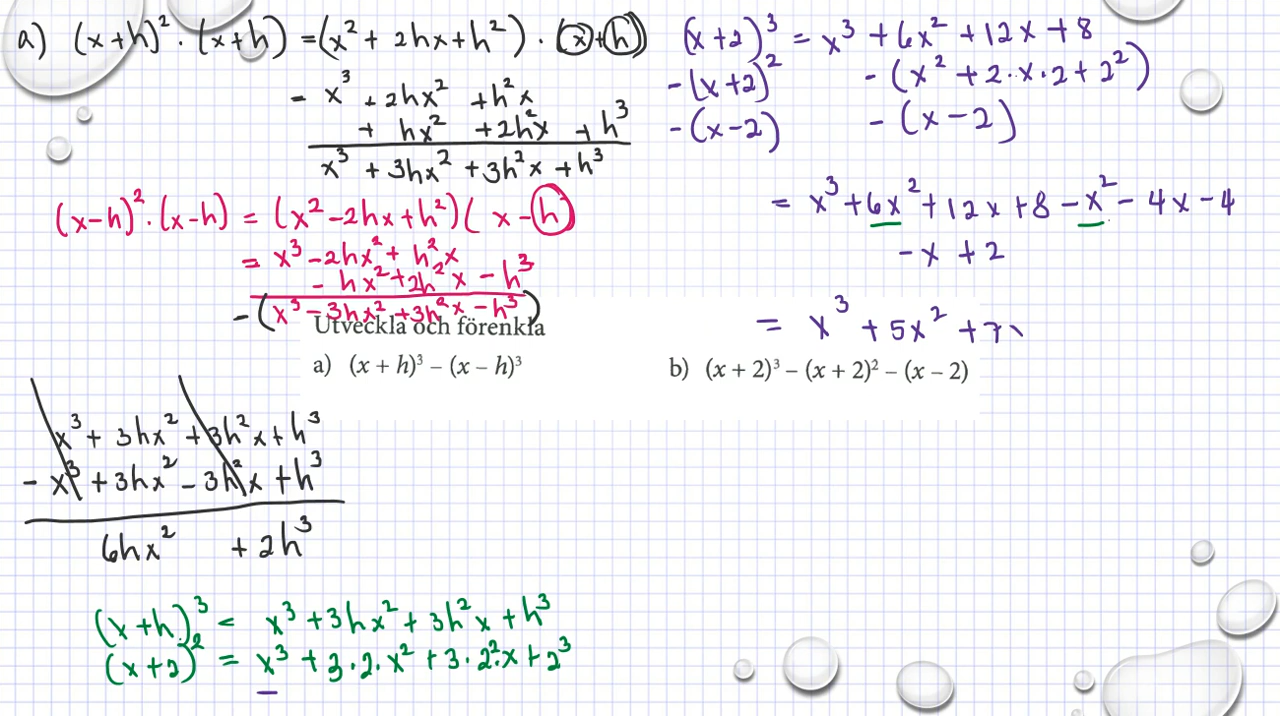 a) (x+h)² · (x+h) = (x² + 2hx + h²) · (x+h)
= x³ + 2hx² + h²x
+ hx² + 2h²x + h³
x³ + 3hx² + 3h²x + h³
(x-h)² · (x-h) = (x² - 2hx + h²)(x - h)
= x³ - 2hx² + h²x
- hx² + 2h²x - h³
- (x³ - 3hx² + 3h²x - h³)
(x+2)³ = x³ + 6x² + 12x + 8
- (x+2)² - (x² + 2·x·2 + 2²)
- (x-2) - (x-2)
= x³ + 6x² + 12x + 8 - x² - 4x - 4
- x + 2
= x³ + 5x² + 7x
Utveckla och förenkla
a) (x + h)³ – (x – h)³
b) (x + 2)³ – (x + 2)² – (x – 2)
x³ + 3hx² + 3h²x + h³
- x³ + 3hx² - 3h²x + h³
6hx² + 2h³
(x+h)³ = x³ + 3hx² + 3h²x + h³
(x+2)² = x³ + 3·2·x² + 3·2²·x + 2³